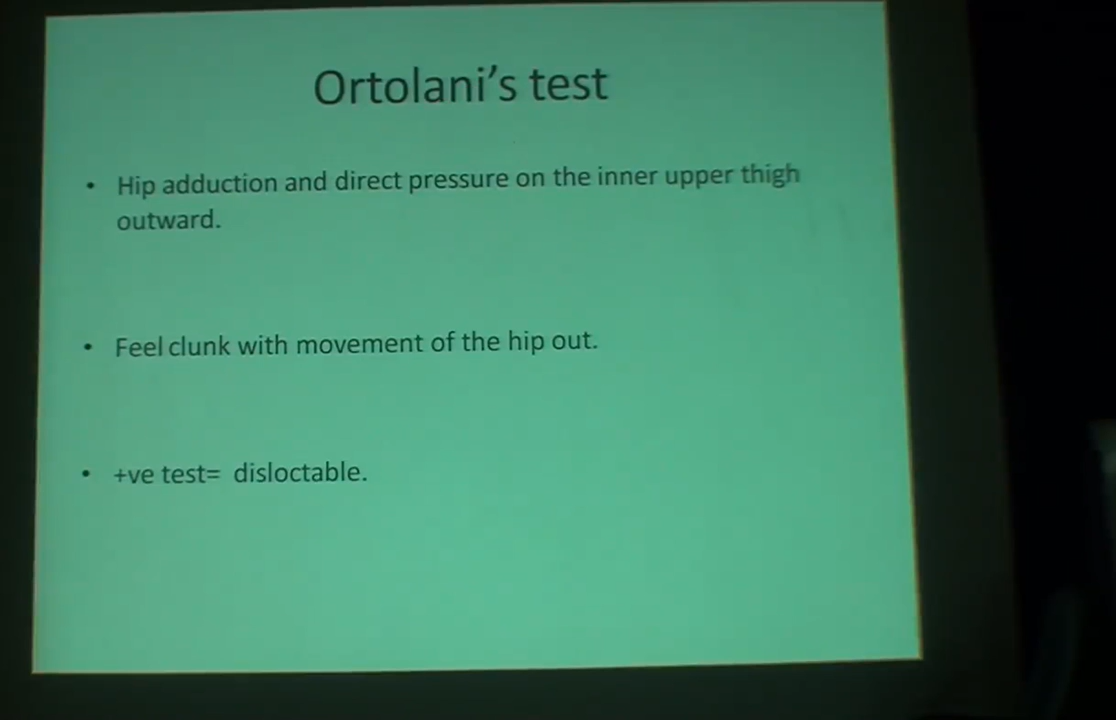 Ortolani's test
• Hip adduction and direct pressure on the inner upper thigh
outward.
• Feel clunk with movement of the hip out.
• +ve test= disloctable.